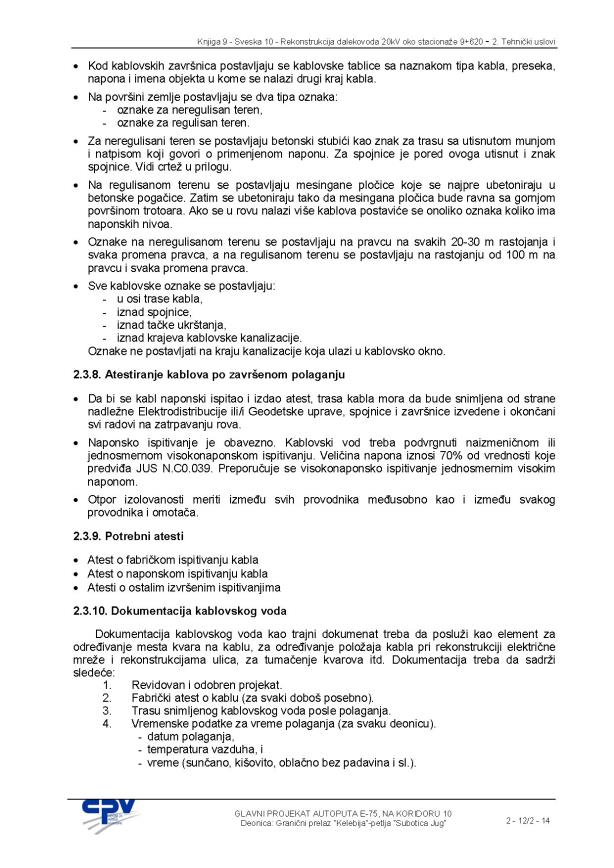 Knjiga 9 - Sveska 10 - Rekonstrukcija dalekovoda 20kV oko stacionaže 9+620 - 2. Tehnički uslovi
• Kod kablovskih završnica postavljaju se kablovske tablice sa naznakom tipa kabla, preseka,
napona i imena objekta u kome se nalazi drugi kraj kabla.
• Na površini zemlje postavljaju se dva tipa oznaka:
- oznake za neregulisan teren,
- oznake za regulisan teren.
• Za neregulisani teren se postavljaju betonski stubići kao znak za trasu sa utisnutom munjom
i natpisom koji govori o primenjenom naponu. Za spojnice je pored ovoga utisnut i znak
spojnice. Vidi crtež u prilogu.
• Na regulisanom terenu se postavljaju mesingane pločice koje se najpre ubetoniraju u
betonske pogačice. Zatim se ubetoniraju tako da mesingana pločica bude ravna sa gornjom
površinom trotoara. Ako se u rovu nalazi više kablova postaviće se onoliko oznaka koliko ima
naponskih nivoa.
• Oznake na neregulisanom terenu se postavljaju na pravcu na svakih 20-30 m rastojanja i
svaka promena pravca, a na regulisanom terenu se postavljaju na rastojanju od 100 m na
pravcu i svaka promena pravca.
• Sve kablovske oznake se postavljaju:
- u osi trase kabla,
- iznad spojnice,
- iznad tačke ukrštanja,
- iznad krajeva kablovske kanalizacije.
Oznake ne postavljati na kraju kanalizacije koja ulazi u kablovsko okno.
2.3.8. Atestiranje kablova po završenom polaganju
• Da bi se kabl naponski ispitao i izdao atest, trasa kabla mora da bude snimljena od strane
nadležne Elektrodistribucije ili/i Geodetske uprave, spojnice i završnice izvedene i okončani
svi radovi na zatrpavanju rova.
• Naponsko ispitivanje je obavezno. Kablovski vod treba podvrgnuti naizmeničnom ili
jednosmernom visokonaponskom ispitivanju. Veličina napona iznosi 70% od vrednosti koje
predviđa JUS N.C0.039. Preporučuje se visokonaponsko ispitivanje jednosmernim visokim
naponom.
• Otpor izolovanosti meriti između svih provodnika međusobno kao i između svakog
provodnika i omotača.
2.3.9. Potrebni atesti
• Atest o fabričkom ispitivanju kabla
• Atest o naponskom ispitivanju kabla
• Atesti o ostalim izvršenim ispitivanjima
2.3.10. Dokumentacija kablovskog voda
Dokumentacija kablovskog voda kao trajni dokumenat treba da posluži kao element za
određivanje mesta kvara na kablu, za određivanje položaja kabla pri rekonstrukciji električne
mreže i rekonstrukcijama ulica, za tumačenje kvarova itd. Dokumentacija treba da sadrži
sledeće:
1. Revidovan i odobren projekat.
2. Fabrički atest o kablu (za svaki doboš posebno).
3. Trasu snimljenog kablovskog voda posle polaganja.
4. Vremenske podatke za vreme polaganja (za svaku deonicu).
- datum polaganja,
- temperatura vazduha, i
- vreme (sunčano, kišovito, oblačno bez padavina i sl.).
CPV
GLAVNI PROJEKAT AUTOPUTA E-75, NA KORIDORU 10
Deonica: Granični prelaz "Kelebija"-petlja "Subotica Jug"
2 - 12/2 - 14